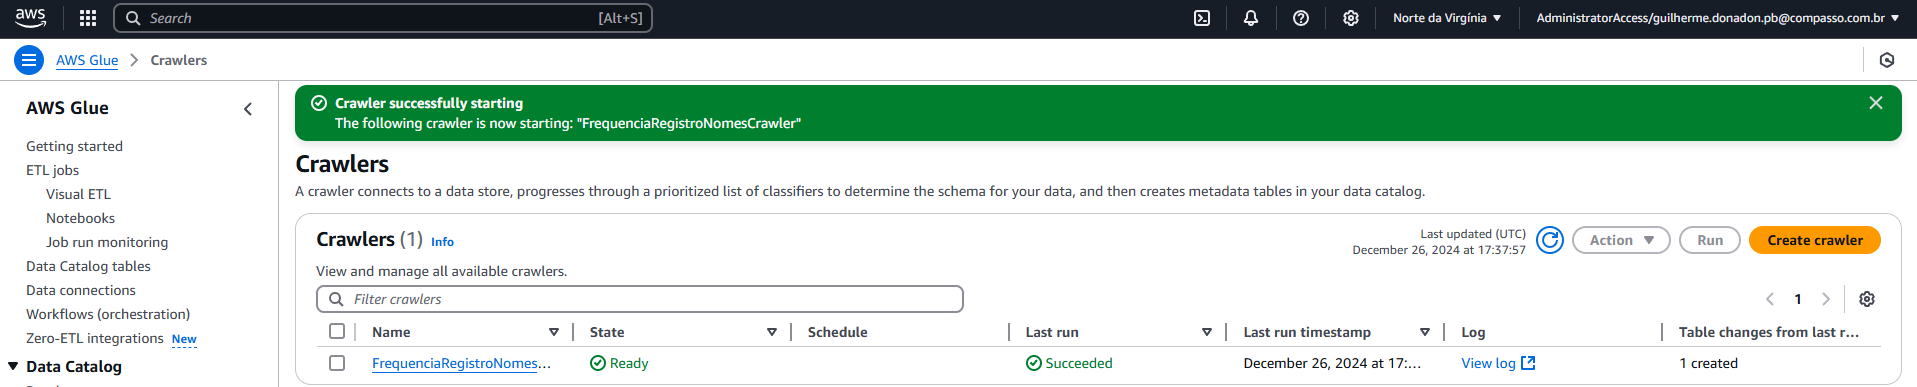 aws
Search [Alt+S]
Norte da Virgínia
AdministratorAccess/guilherme.donadon.pb@compasso.com.br
AWS Glue > Crawlers
AWS Glue
Getting started
ETL jobs
Visual ETL
Notebooks
Job run monitoring
Data Catalog tables
Data connections
Workflows (orchestration)
Zero-ETL integrations New
Data Catalog
Crawler successfully starting
The following crawler is now starting: "FrequenciaRegistroNomesCrawler"
Crawlers
A crawler connects to a data store, progresses through a prioritized list of classifiers to determine the schema for your data, and then creates metadata tables in your data catalog.
Crawlers (1) Info
Last updated (UTC)
December 26, 2024 at 17:37:57
Action
Run
Create crawler
View and manage all available crawlers.
Filter crawlers
1
Name State Schedule Last run Last run timestamp Log Table changes from last r...
FrequenciaRegistroNomes... Ready Succeeded December 26, 2024 at 17:... View log 1 created